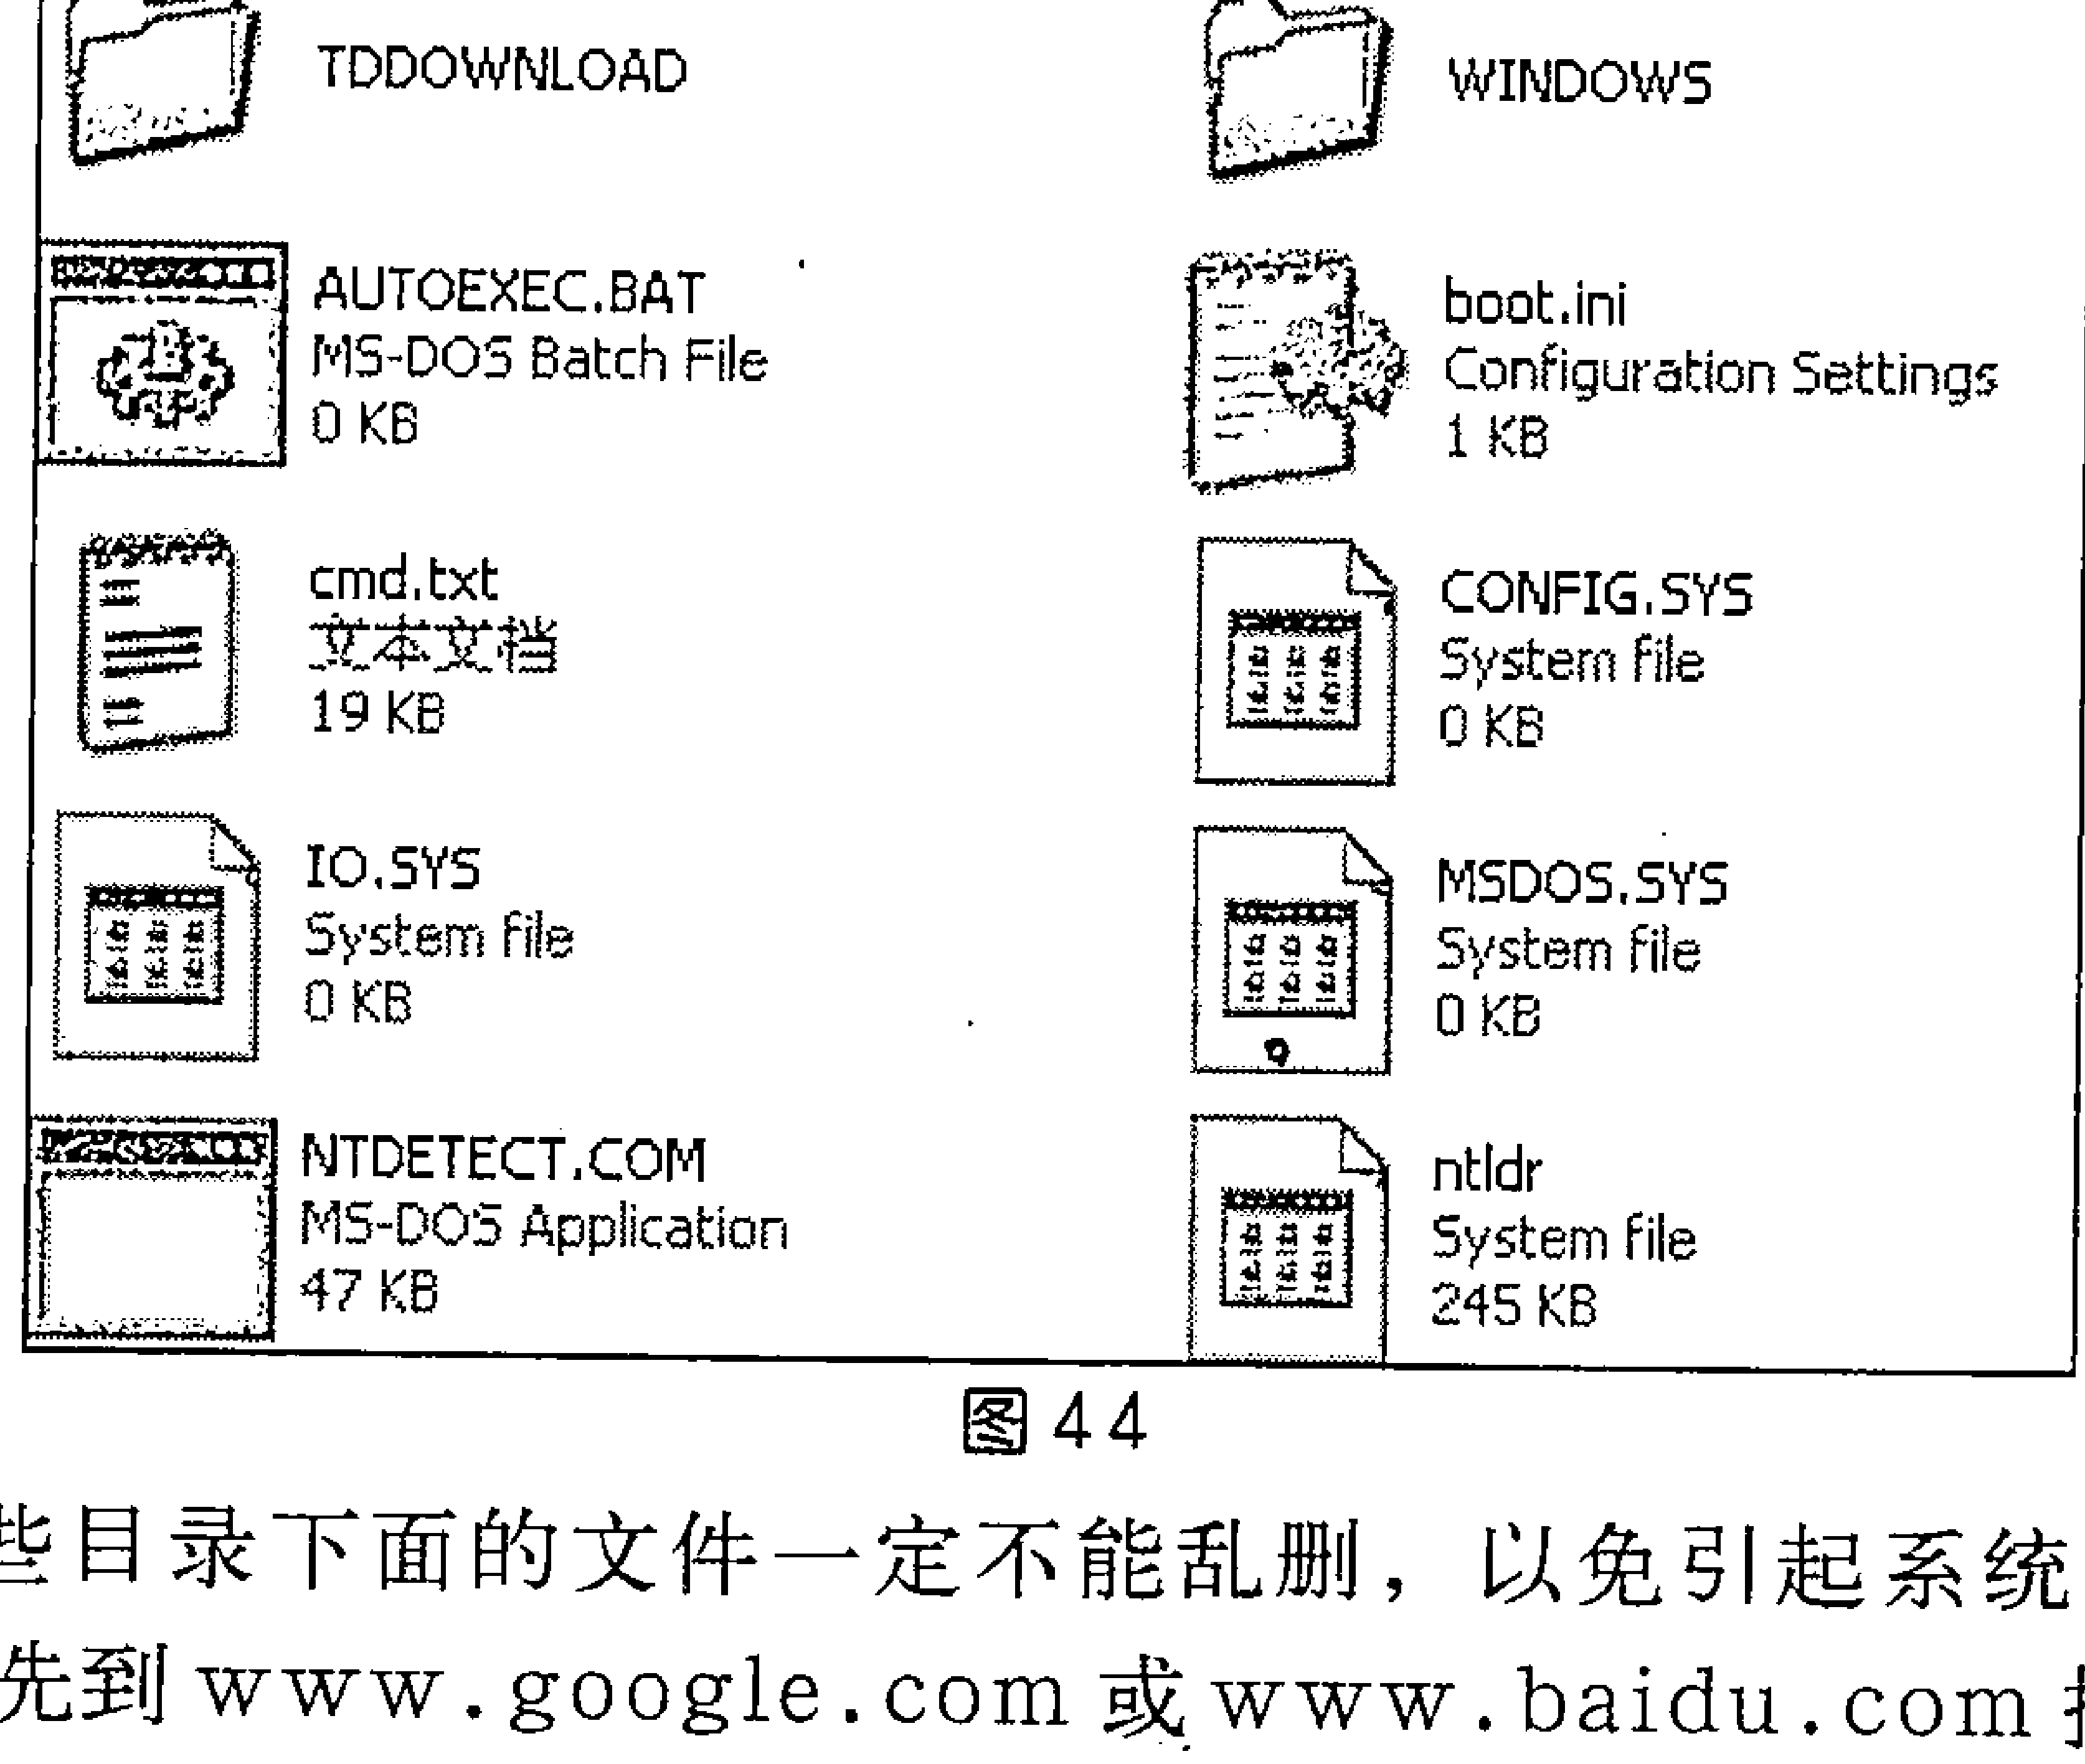 TDDOWNLOAD
WINDOWS
AUTOEXEC.BAT
MS-DOS Batch File
0 KB
boot.ini
Configuration Settings
1 KB
cmd.txt
文本文档
19 KB
CONFIG.SYS
System file
0 KB
IO.SYS
System file
0 KB
MSDOS.SYS
System file
0 KB
NTDETECT.COM
MS-DOS Application
47 KB
ntldr
System file
245 KB
图44
些目录下面的文件一定不能乱删，以免引起系统
先到www.google.com或www.baidu.com